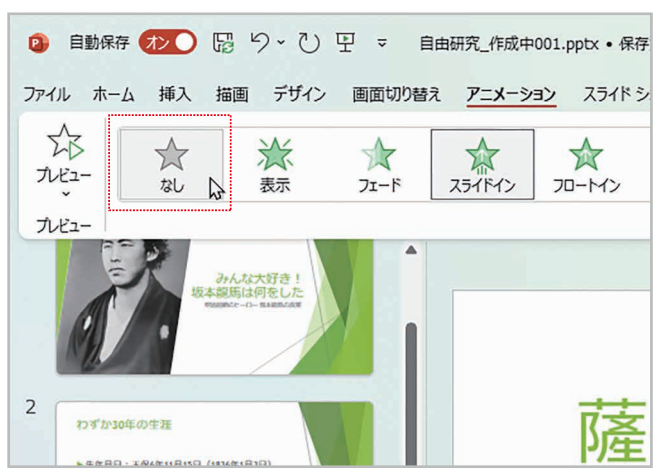 自動保存 オン 自由研究_作成中001.pptx • 保存
ファイル ホーム 挿入 描画 デザイン 画面切り替え アニメーション スライド シ
プレビュー なし 表示 フェード スライドイン フロートイン
プレビュー
みんな大好き!
坂本龍馬は何をした
2
わずか30年の生涯
薩